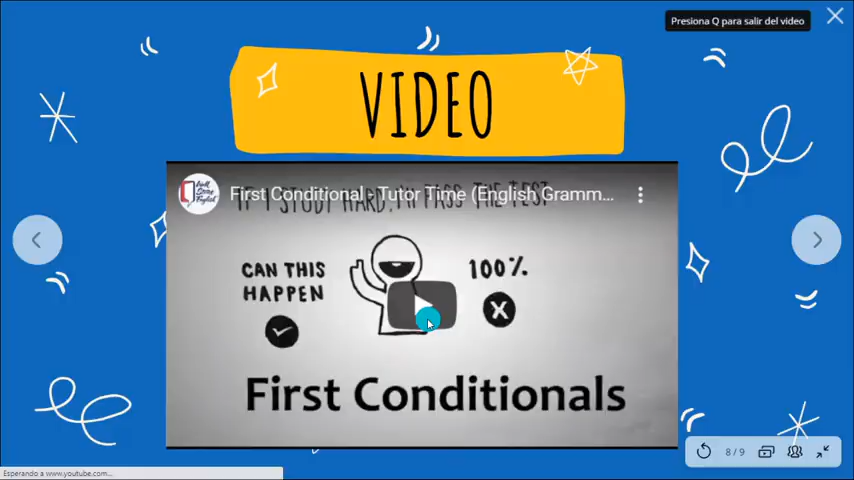 Presiona Q para salir del video
VIDEO
First Conditional - Tutor Time (English Gramm...
IF I STUDY HARD, I'LL PASS THE TEST
CAN THIS
HAPPEN
100%
First Conditionals
8/9
Esperando a www.youtube.com...